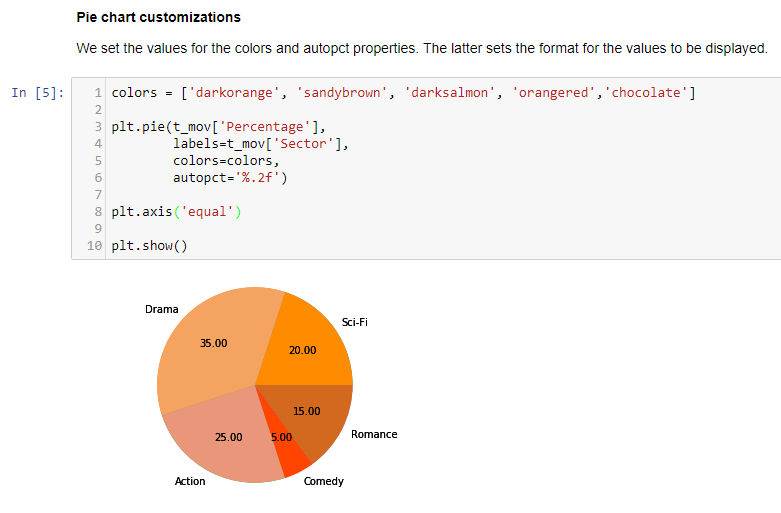 Pie chart customizations
We set the values for the colors and autopct properties. The latter sets the format for the values to be displayed.
In [5]:
1 colors = ['darkorange', 'sandybrown', 'darksalmon', 'orangered','chocolate']
2
3 plt.pie(t_mov['Percentage'],
4         labels=t_mov['Sector'],
5         colors=colors,
6         autopct='%.2f')
7
8 plt.axis('equal')
9
10 plt.show()
Drama
Sci-Fi
35.00
20.00
15.00
25.00 5.00
Romance
Action
Comedy